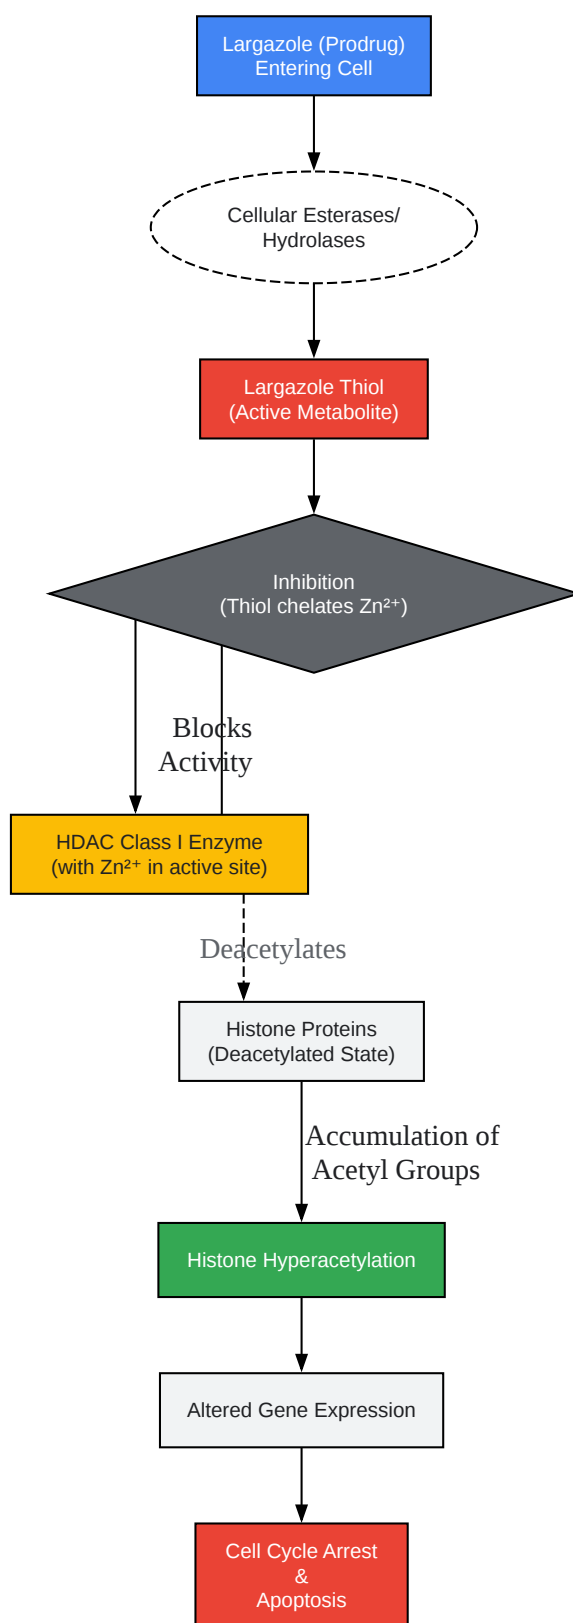 Largazole (Prodrug)
Entering Cell
Cellular Esterases/
Hydrolases
Largazole Thiol
(Active Metabolite)
Inhibition
(Thiol chelates Zn²⁺)
Blocks
Activity
HDAC Class I Enzyme
(with Zn²⁺ in active site)
Deacetylates
Histone Proteins
(Deacetylated State)
Accumulation of
Acetyl Groups
Histone Hyperacetylation
Altered Gene Expression
Cell Cycle Arrest
&
Apoptosis